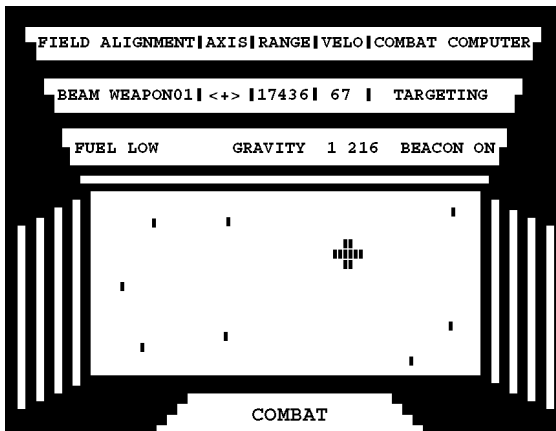 FIELD ALIGNMENT|AXIS|RANGE|VELO|COMBAT COMPUTER
BEAM WEAPON01| <+> |17436| 67 | TARGETING
FUEL LOW GRAVITY 1 216 BEACON ON
COMBAT